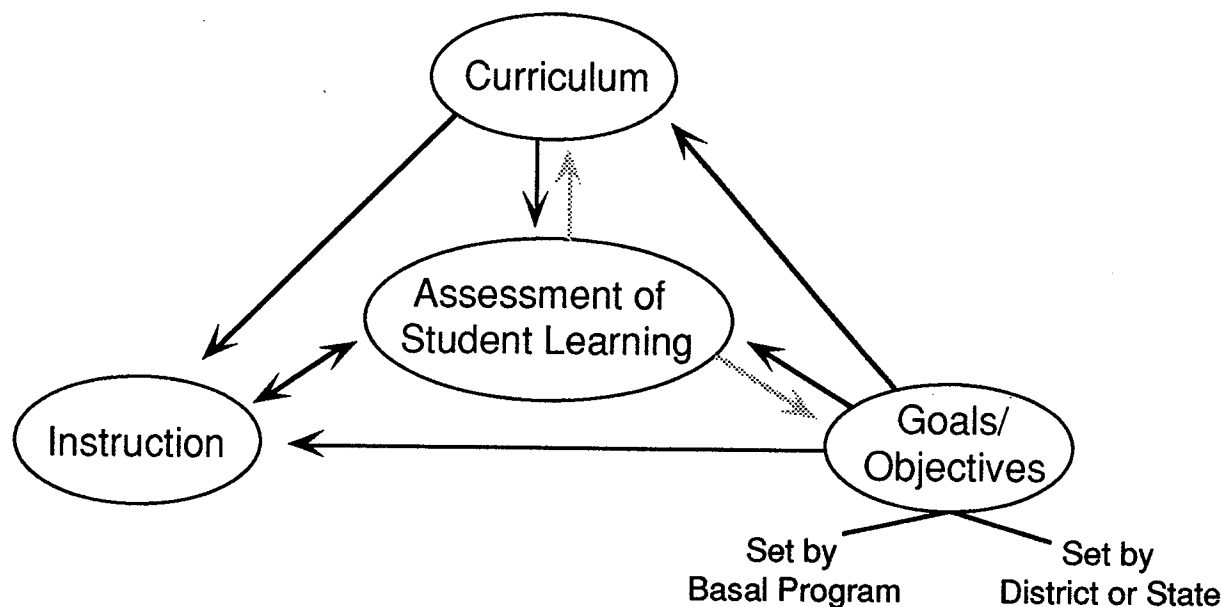 Curriculum
Assessment of
Student Learning
Instruction
Goals/
Objectives
Set by
Basal Program
Set by
District or State